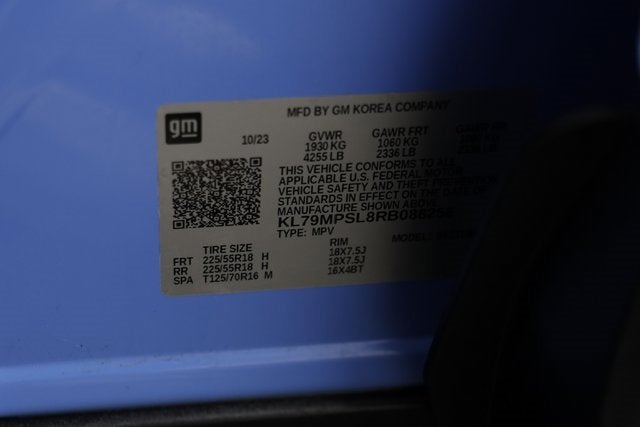 gm
MFD BY GM KOREA COMPANY
10/23 GVWR GAWR FRT GAWR RR
1930 KG 1060 KG
4255 LB 2336 LB
THIS VEHICLE CONFORMS TO ALL
APPLICABLE U.S. FEDERAL MOTOR
VEHICLE SAFETY AND THEFT PREVENTION
STANDARDS IN EFFECT ON THE DATE OF
MANUFACTURE SHOWN ABOVE.
TYPE: MPV MODEL:
TIRE SIZE RIM
FRT 225/55R18 H 18X7.5J
RR 225/55R18 H 18X7.5J
SPA T125/70R16 M 16X4BT